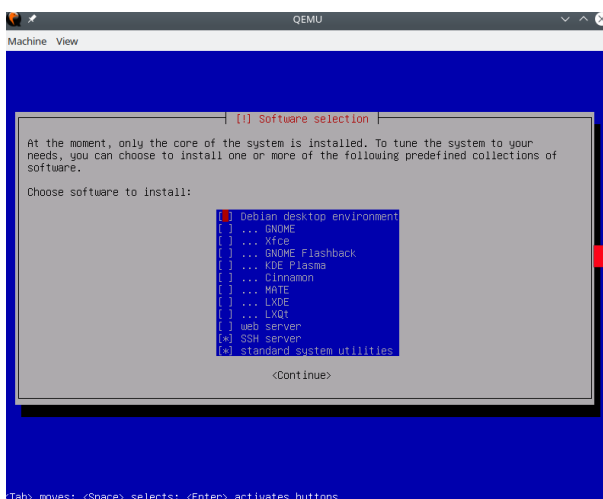 QEMU
Machine View
[!] Software selection
At the moment, only the core of the system is installed. To tune the system to your
needs, you can choose to install one or more of the following predefined collections of
software.
Choose software to install:
[ ] Debian desktop environment
[ ] ... GNOME
[ ] ... Xfce
[ ] ... GNOME Flashback
[ ] ... KDE Plasma
[ ] ... Cinnamon
[ ] ... MATE
[ ] ... LXDE
[ ] ... LXQt
[ ] web server
[*] SSH server
[*] standard system utilities
<Continue>
<Tab> moves; <Space> selects; <Enter> activates buttons